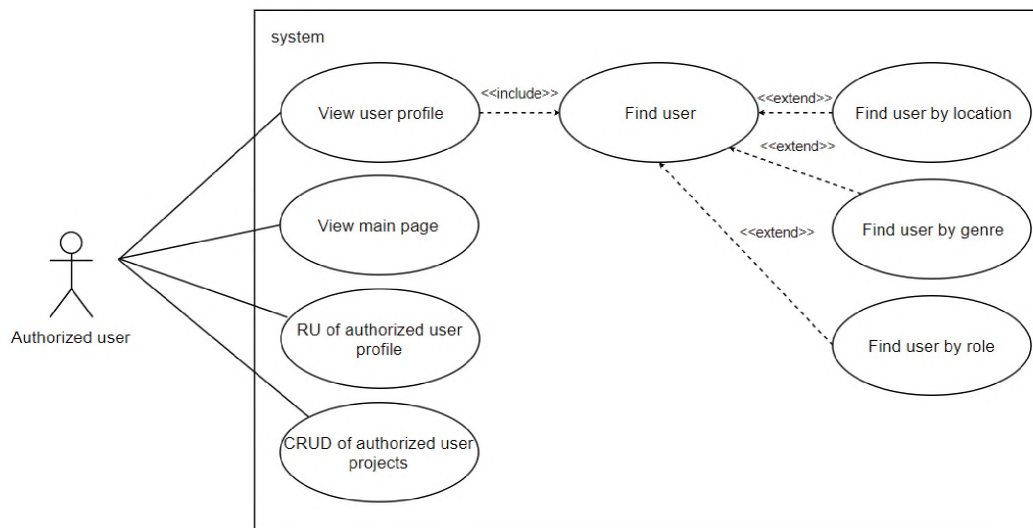 system
View user profile
<<include>>
Find user
<<extend>>
Find user by location
<<extend>>
View main page
<<extend>>
Find user by genre
Authorized user
RU of authorized user
profile
Find user by role
CRUD of authorized user
projects